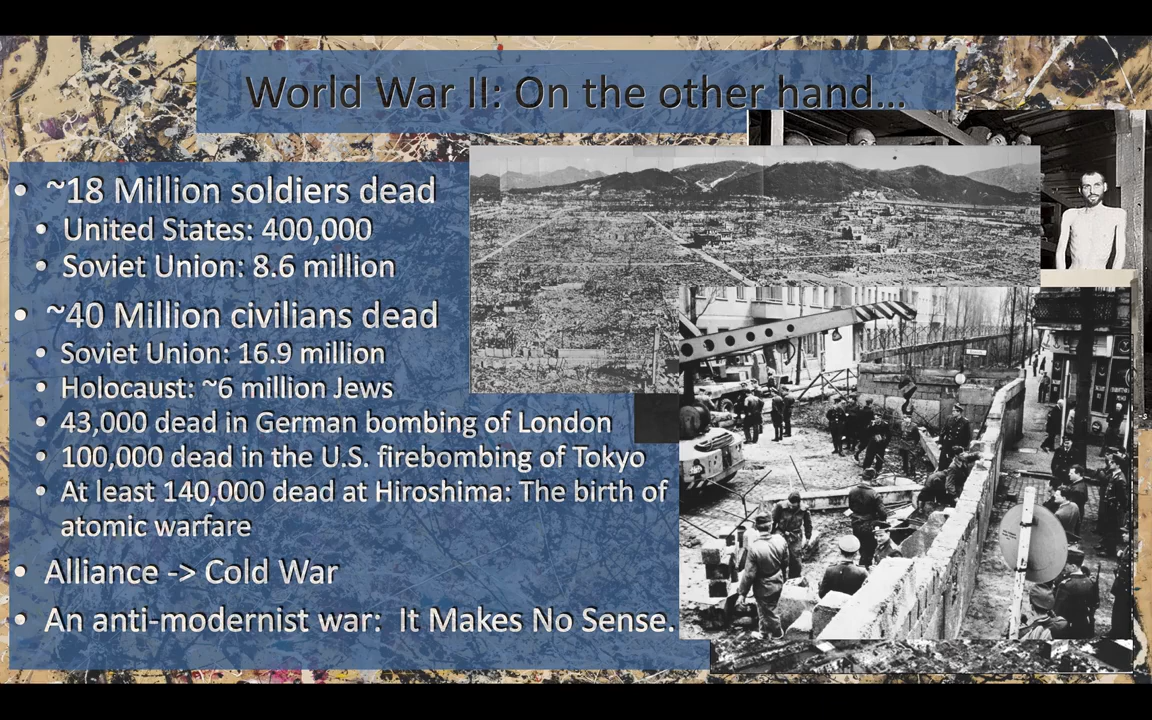 World War II: On the other hand...
• ~18 Million soldiers dead
• United States: 400,000
• Soviet Union: 8.6 million
• ~40 Million civilians dead
• Soviet Union: 16.9 million
• Holocaust: ~6 million Jews
• 43,000 dead in German bombing of London
• 100,000 dead in the U.S. firebombing of Tokyo
• At least 140,000 dead at Hiroshima: The birth of
atomic warfare
• Alliance -> Cold War
• An anti-modernist war:  It Makes No Sense.